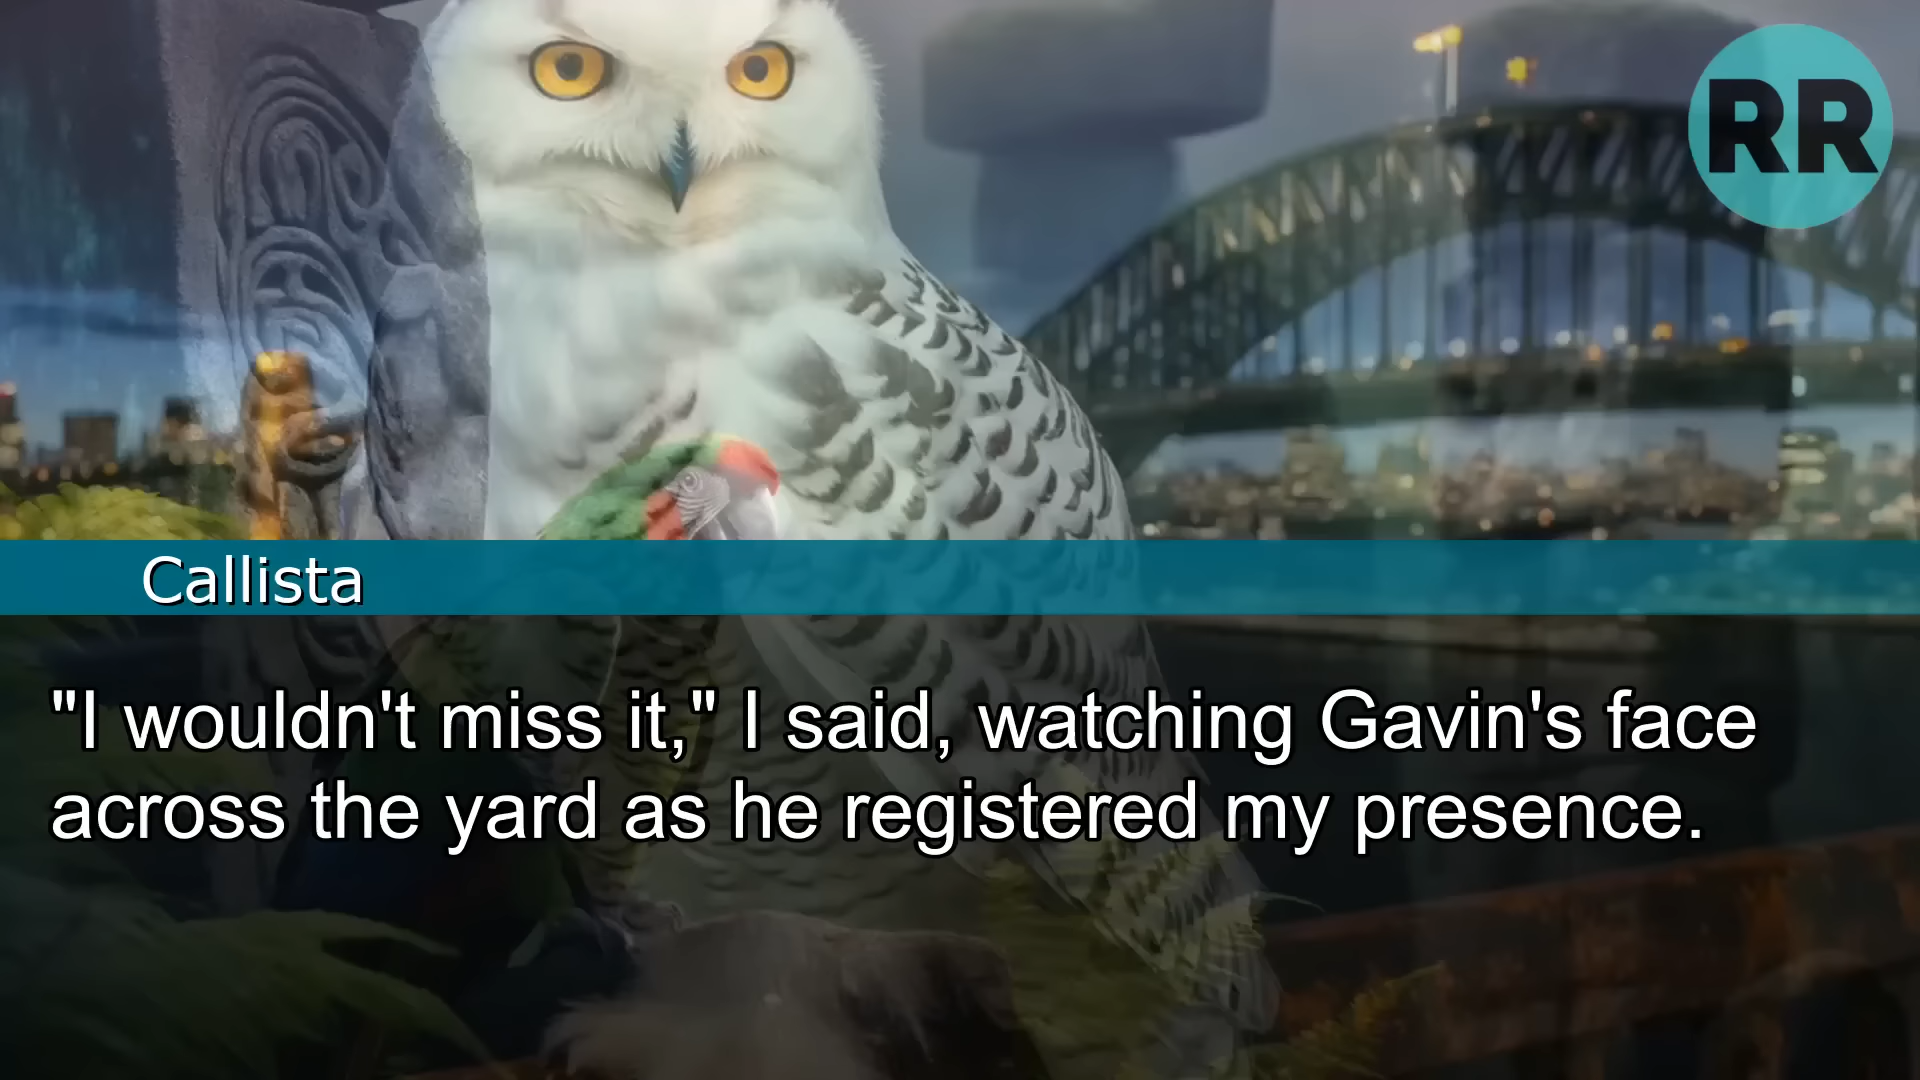 RR
Callista
"I wouldn't miss it," I said, watching Gavin's face
across the yard as he registered my presence.